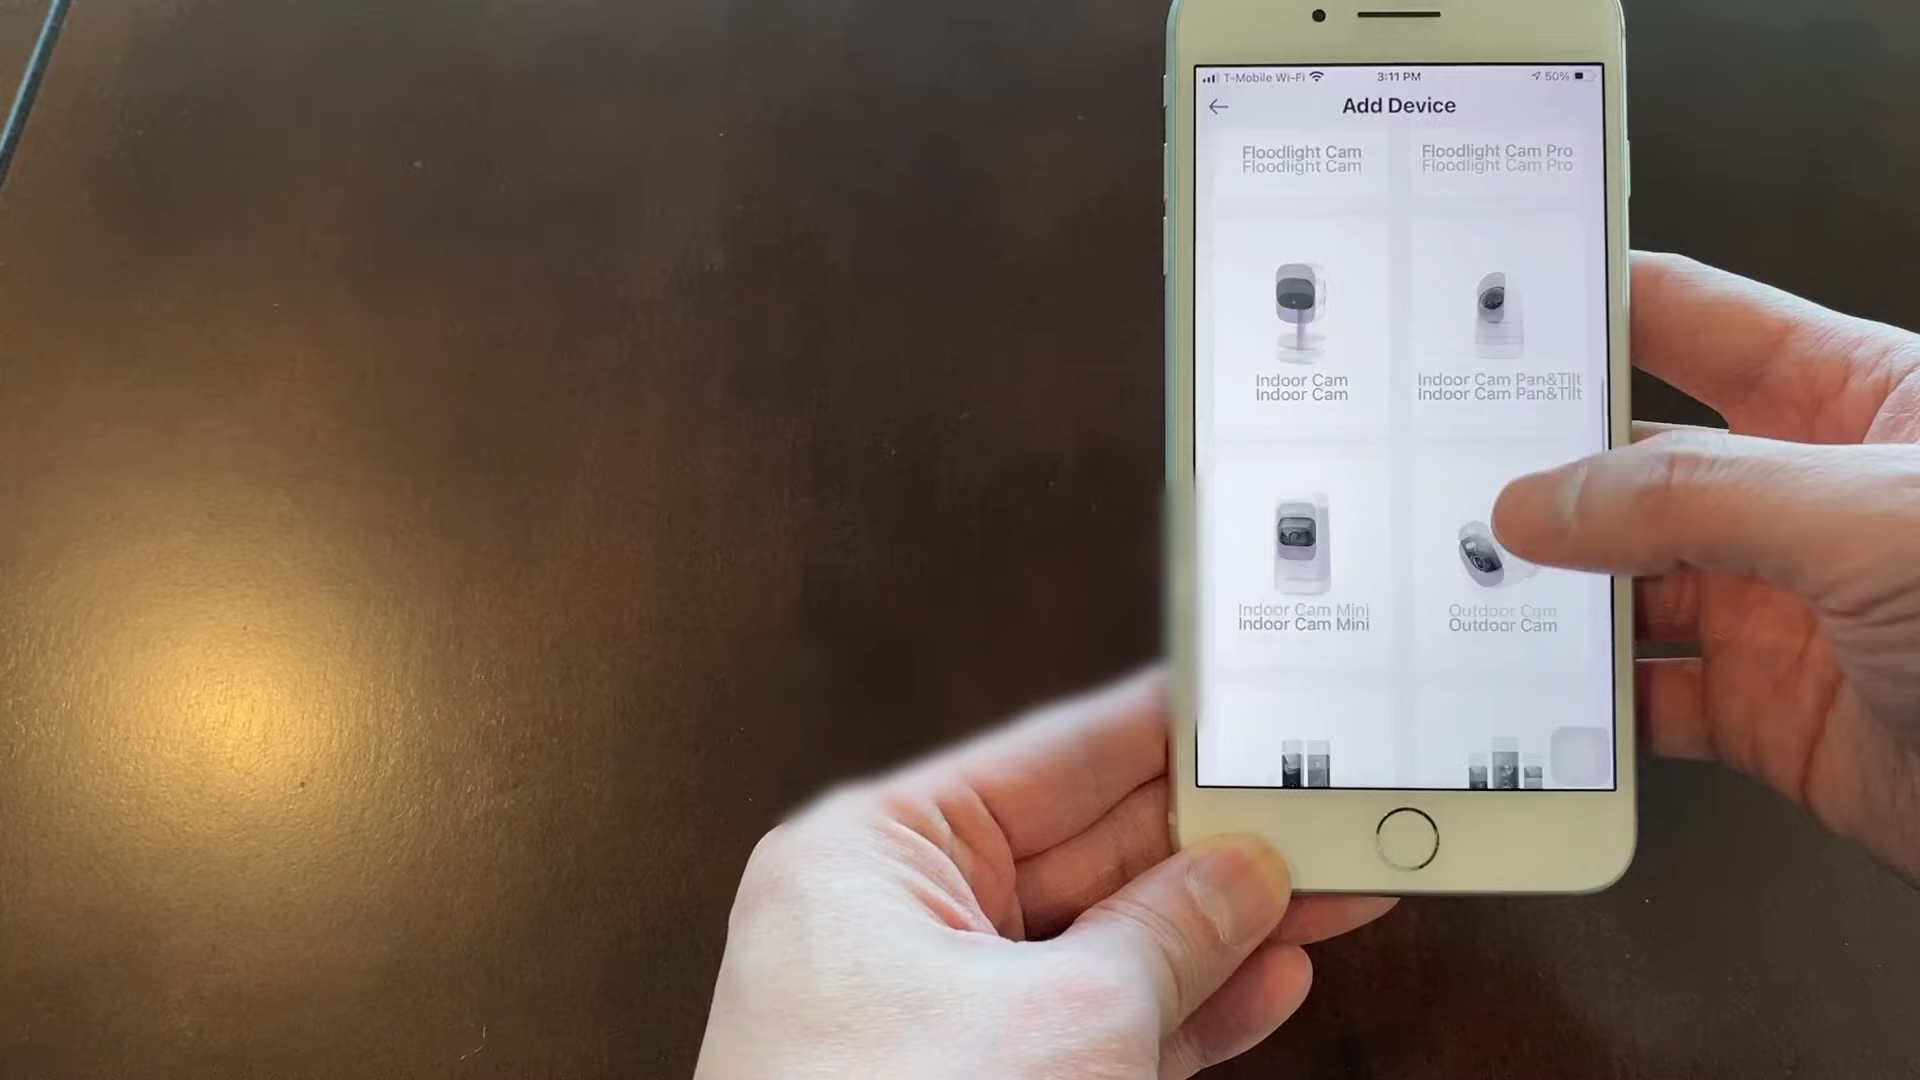 T-Mobile Wi-Fi 3:11 PM 50%
Add Device
Floodlight Cam Floodlight Cam Pro
Floodlight Cam Floodlight Cam Pro
Indoor Cam Indoor Cam Pan&Tilt
Indoor Cam Indoor Cam Pan&Tilt
Indoor Cam Mini Outdoor Cam
Indoor Cam Mini Outdoor Cam